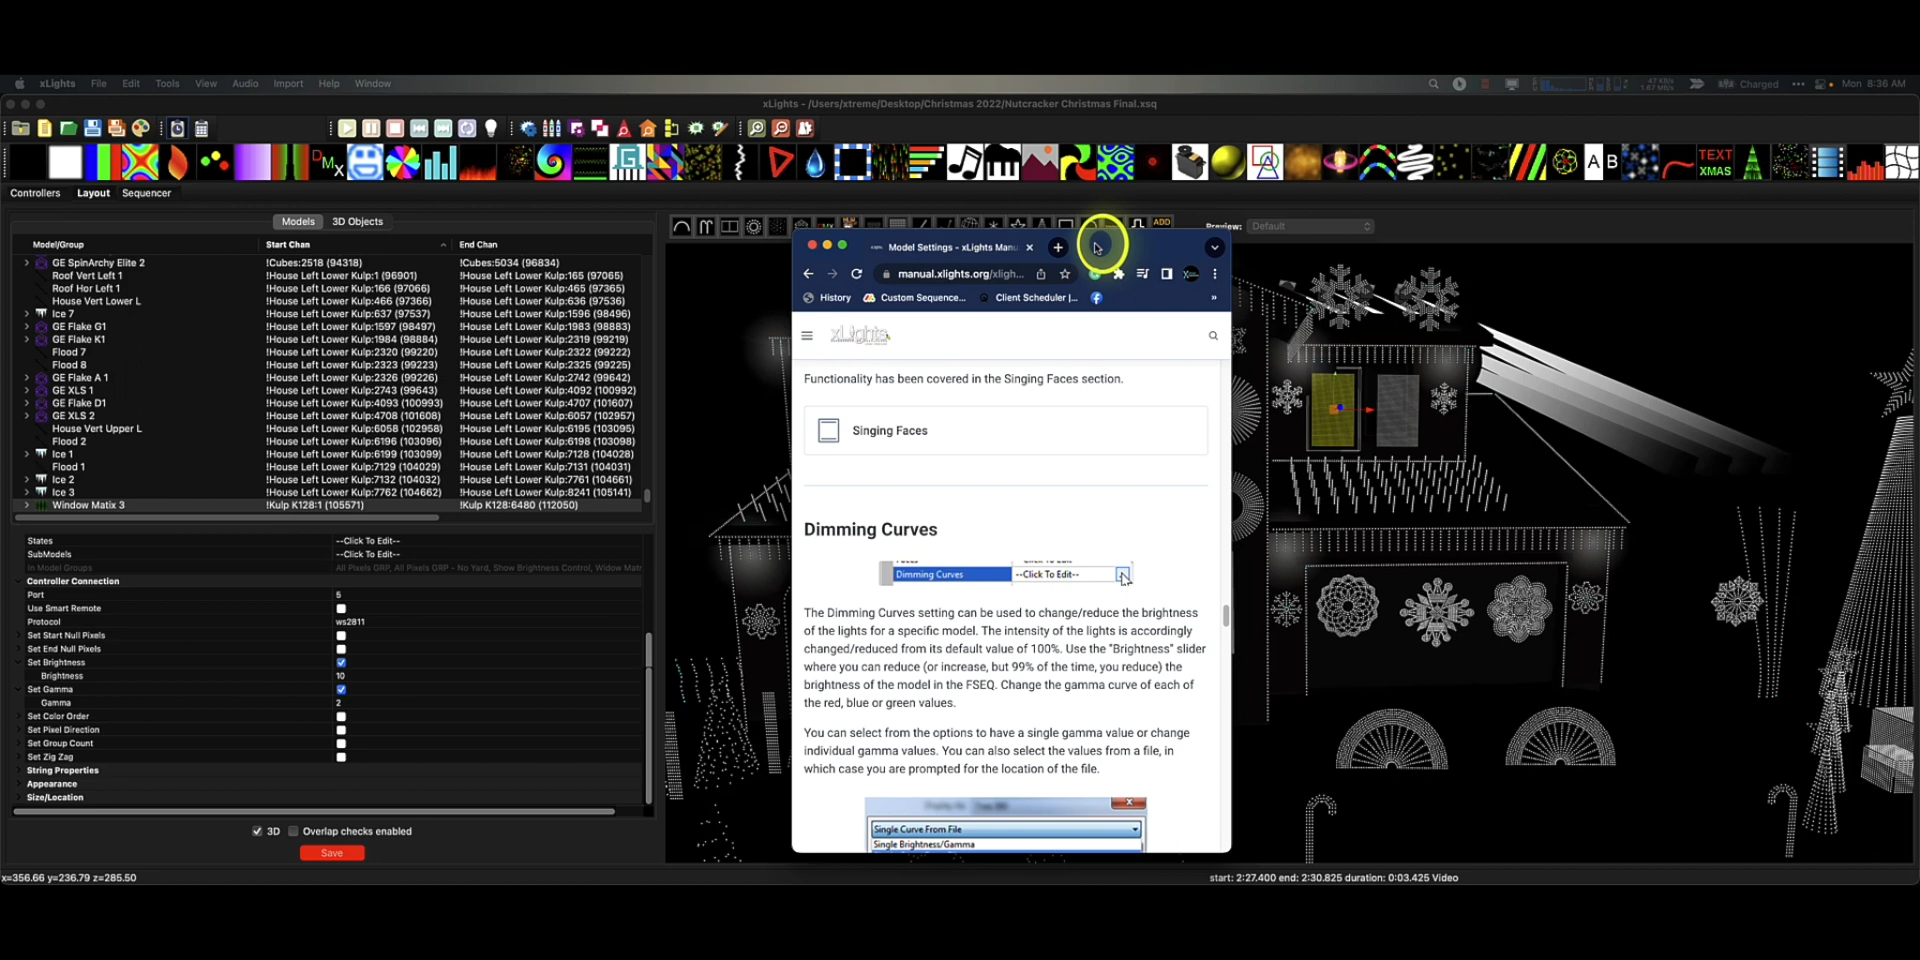 xLights File Edit Tools View Audio Import Help Window
47 KB/s
1.67 MB/s
Charged Mon 8:36 AM
xLights - /Users/xtreme/Desktop/Christmas 2022/Nutcracker Christmas Final.xsq
DMX
A B
TEXT
XMAS
Controllers Layout Sequencer
Models 3D Objects
ADD
Preview: Default
Model/Group Start Chan End Chan
GE SpinArchy Elite 2 !Cubes:2518 (94318) !Cubes:5034 (96834)
Roof Vert Left 1 !House Left Lower Kulp:1 (96901) !House Left Lower Kulp:165 (97065)
Roof Hor Left 1 !House Left Lower Kulp:166 (97066) !House Left Lower Kulp:465 (97365)
House Vert Lower L !House Left Lower Kulp:466 (97366) !House Left Lower Kulp:636 (97536)
Ice 7 !House Left Lower Kulp:637 (97537) !House Left Lower Kulp:1596 (98496)
GE Flake G1 !House Left Lower Kulp:1597 (98497) !House Left Lower Kulp:1983 (98883)
GE Flake K1 !House Left Lower Kulp:1984 (98884) !House Left Lower Kulp:2319 (99219)
Flood 7 !House Left Lower Kulp:2320 (99220) !House Left Lower Kulp:2322 (99222)
Flood 8 !House Left Lower Kulp:2323 (99223) !House Left Lower Kulp:2325 (99225)
GE Flake A 1 !House Left Lower Kulp:2326 (99226) !House Left Lower Kulp:2742 (99642)
GE XLS 1 !House Left Lower Kulp:2743 (99643) !House Left Lower Kulp:4092 (100992)
GE Flake D1 !House Left Lower Kulp:4093 (100993) !House Left Lower Kulp:4707 (101607)
GE XLS 2 !House Left Lower Kulp:4708 (101608) !House Left Lower Kulp:6057 (102957)
House Vert Upper L !House Left Lower Kulp:6058 (102958) !House Left Lower Kulp:6195 (103095)
Flood 2 !House Left Lower Kulp:6196 (103096) !House Left Lower Kulp:6198 (103098)
Ice 1 !House Left Lower Kulp:6199 (103099) !House Left Lower Kulp:7128 (104028)
Flood 1 !House Left Lower Kulp:7129 (104029) !House Left Lower Kulp:7131 (104031)
Ice 2 !House Left Lower Kulp:7132 (104032) !House Left Lower Kulp:7761 (104661)
Ice 3 !House Left Lower Kulp:7762 (104662) !House Left Lower Kulp:8241 (105141)
Window Matix 3 !Kulp K128:1 (105571) !Kulp K128:6480 (112050)
States --Click To Edit--
SubModels --Click To Edit--
In Model Groups All Pixels GRP, All Pixels GRP - No Yard, Show Brightness Control, Widow Matr
Controller Connection
Port 5
Use Smart Remote
Protocol ws2811
Set Start Null Pixels
Set End Null Pixels
Set Brightness
Brightness 10
Set Gamma
Gamma 2
Set Color Order
Set Pixel Direction
Set Group Count
Set Zig Zag
String Properties
Appearance
Size/Location
3D Overlap checks enabled
Save
x=356.66 y=236.79 z=285.50
start: 2:27.400 end: 2:30.825 duration: 0:03.425 Video
Model Settings - xLights Manu
manual.xlights.org/xligh...
History Custom Sequence... Client Scheduler |... »
xLights
Functionality has been covered in the Singing Faces section.
Singing Faces
Dimming Curves
Dimming Curves --Click To Edit--
The Dimming Curves setting can be used to change/reduce the brightness
of the lights for a specific model. The intensity of the lights is accordingly
changed/reduced from its default value of 100%. Use the "Brightness" slider
where you can reduce (or increase, but 99% of the time, you reduce) the
brightness of the model in the FSEQ. Change the gamma curve of each of
the red, blue or green values.
You can select from the options to have a single gamma value or change
individual gamma values. You can also select the values from a file, in
which case you are prompted for the location of the file.
Single Curve From File
Single Brightness/Gamma